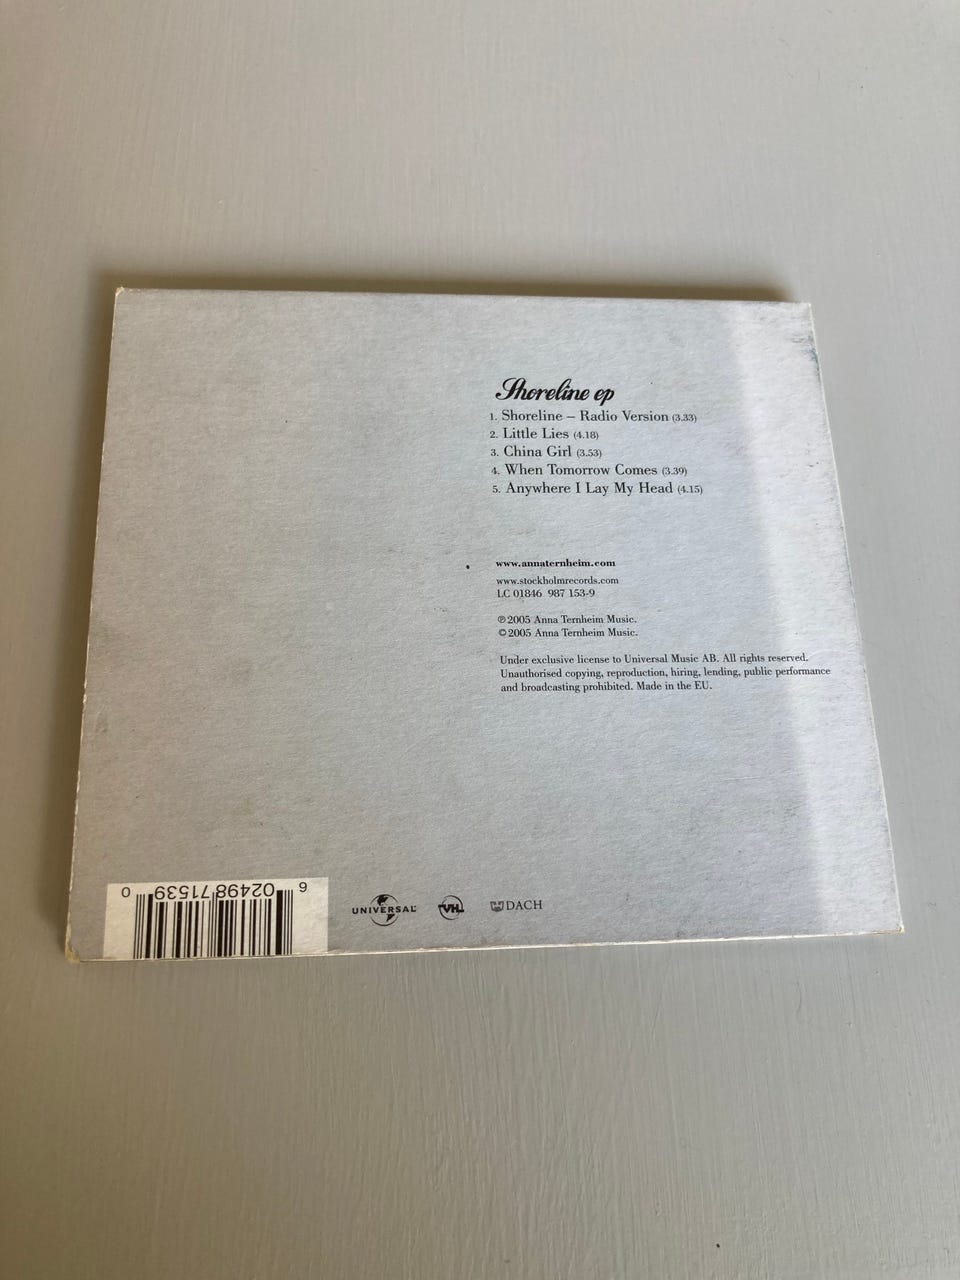 Shoreline ep
1. Shoreline – Radio Version (3.33)
2. Little Lies (4.18)
3. China Girl (3.53)
4. When Tomorrow Comes (3.39)
5. Anywhere I Lay My Head (4.15)
www.annaternheim.com
www.stockholmrecords.com
LC 01846 987 153-9
℗ 2005 Anna Ternheim Music.
© 2005 Anna Ternheim Music.
Under exclusive license to Universal Music AB. All rights reserved.
Unauthorised copying, reproduction, hiring, lending, public performance
and broadcasting prohibited. Made in the EU.
6 02498 71539 0
UNIVERSAL
VH
DACH